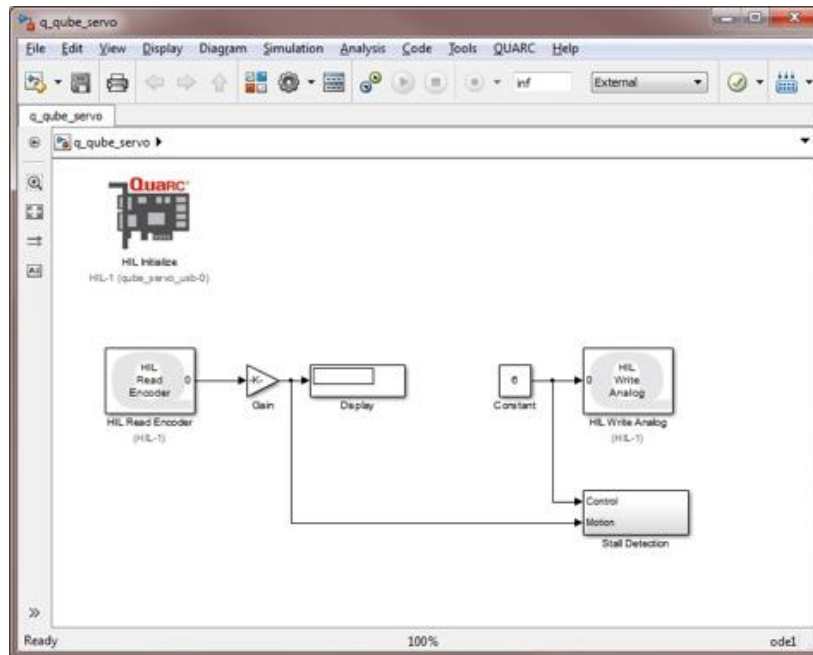 q_qube_servo
File Edit View Display Diagram Simulation Analysis Code Tools QUARC Help
inf External
q_qube_servo
q_qube_servo
QUARC
HIL Initialize
HIL-1 (qube_servo_usb-0)
HIL
Read
Encoder
0
HIL Read Encoder
(HIL-1)
-K-
Gain
Display
6
Constant
0
HIL
Write
Analog
HIL Write Analog
(HIL-1)
Control
Motion
Stall Detection
Ready 100% ode1